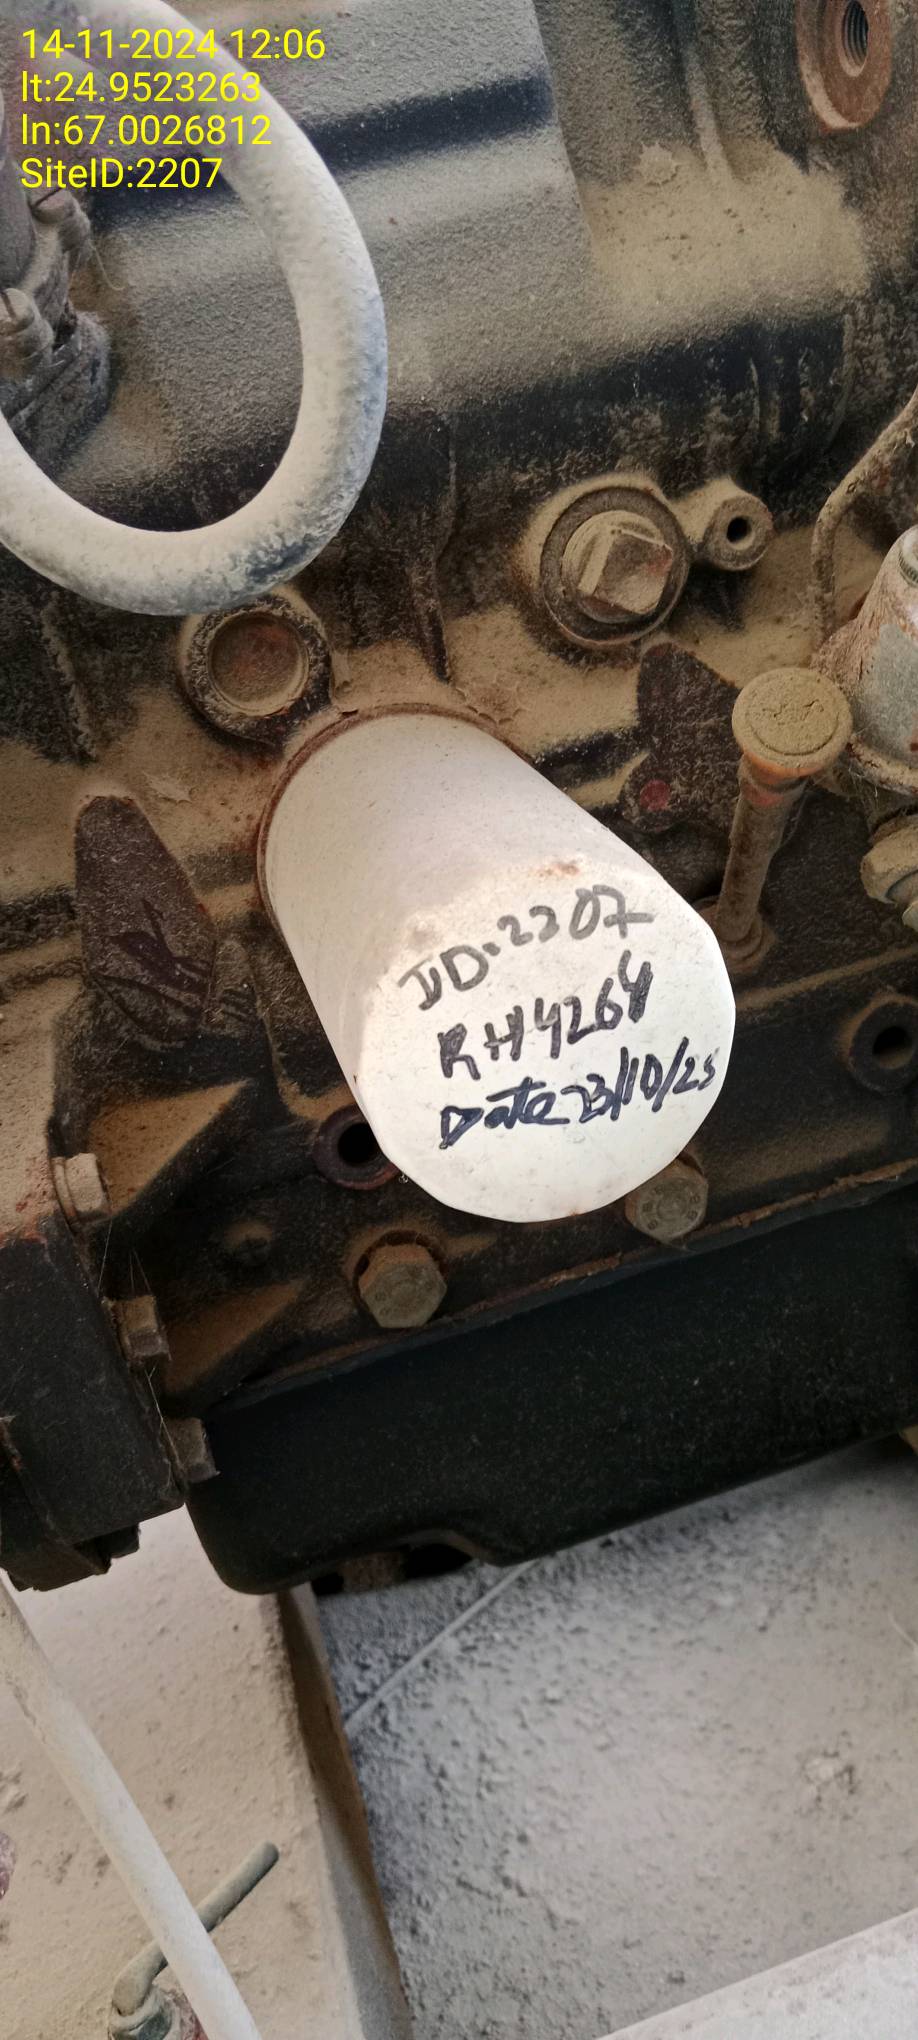 14-11-2024 12:06
lt:24.9523263
ln:67.0026812
SiteID:2207
ID:2207
RH4264
Date 23/10/23